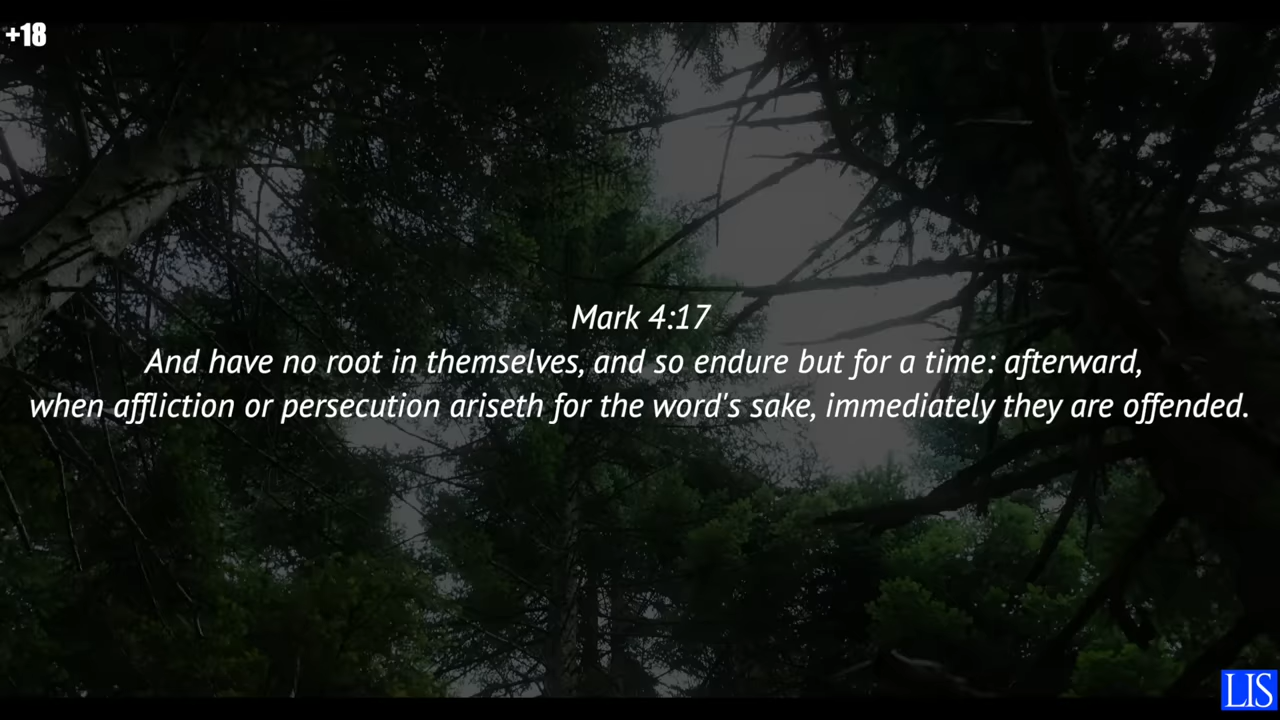 +18
Mark 4:17
And have no root in themselves, and so endure but for a time: afterward,
when affliction or persecution ariseth for the word's sake, immediately they are offended.
LIS